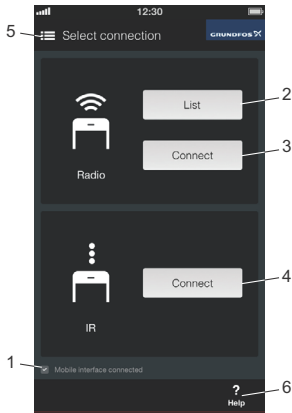 12:30
5
Select connection
GRUNDFOS
List
2
Connect
3
Radio
Connect
4
IR
1
Mobile interface connected
?
Help
6